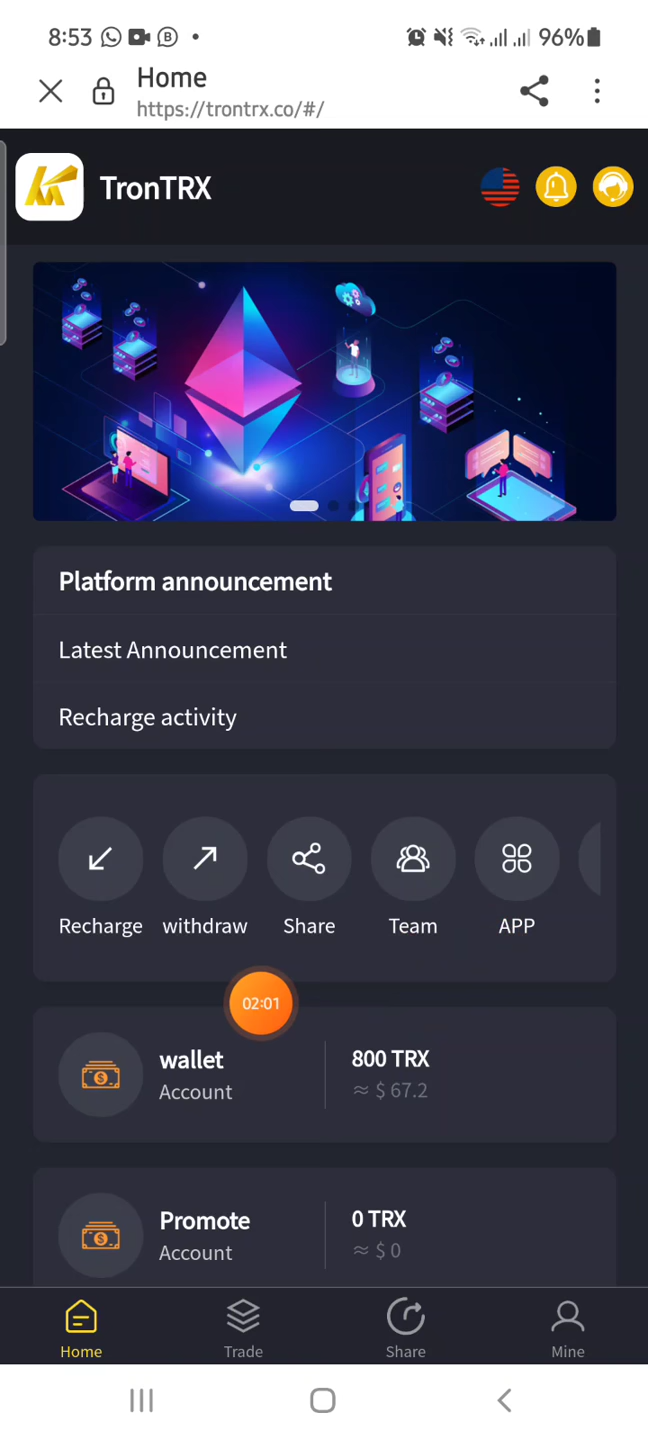 8:53 96%
Home
https://trontrx.co/#/
TronTRX
Platform announcement
Latest Announcement
Recharge activity
Recharge withdraw Share Team APP
02:01
wallet 800 TRX
Account ≈ $ 67.2
Promote 0 TRX
Account ≈ $ 0
Home Trade Share Mine